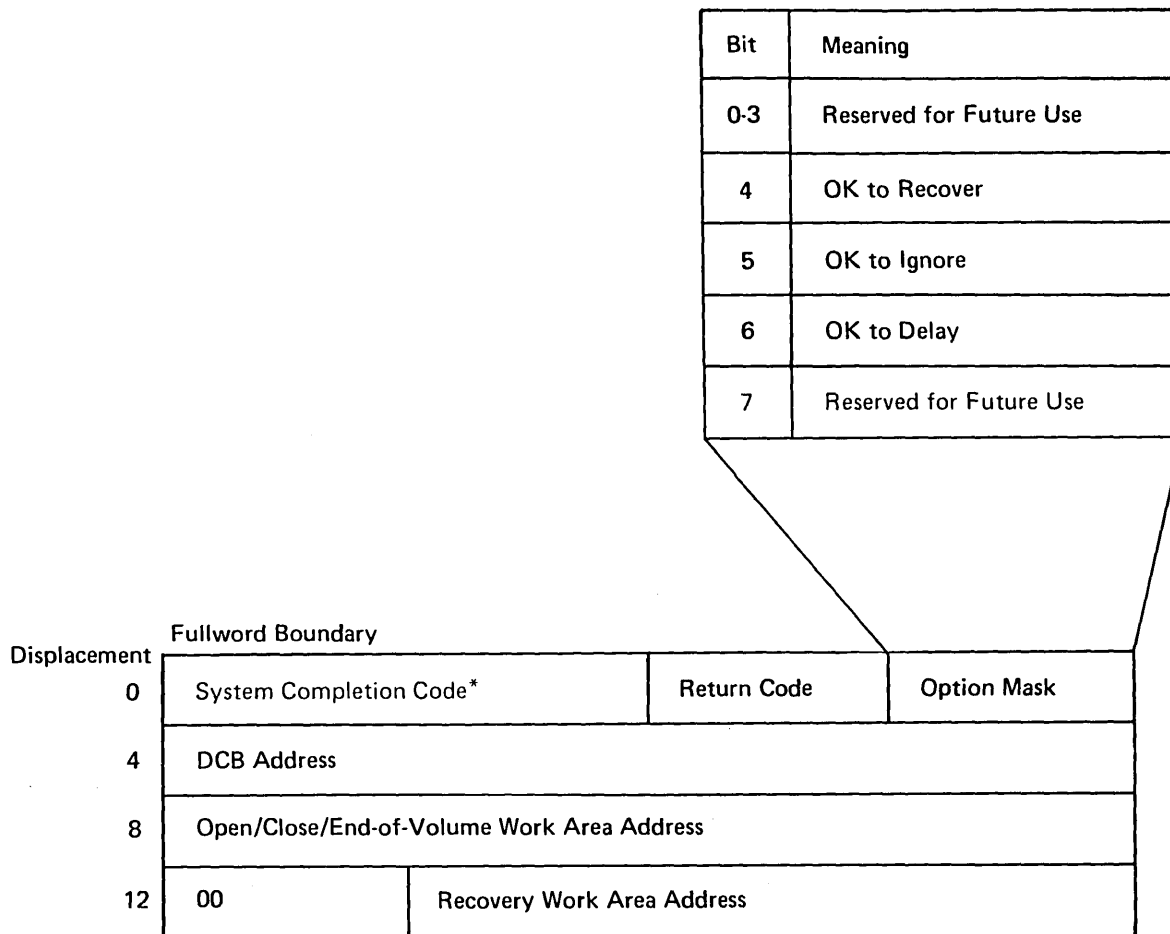 Bit Meaning
0-3 Reserved for Future Use
4 OK to Recover
5 OK to Ignore
6 OK to Delay
7 Reserved for Future Use
Fullword Boundary
Displacement
0 System Completion Code* Return Code Option Mask
4 DCB Address
8 Open/Close/End-of-Volume Work Area Address
12 00 Recovery Work Area Address